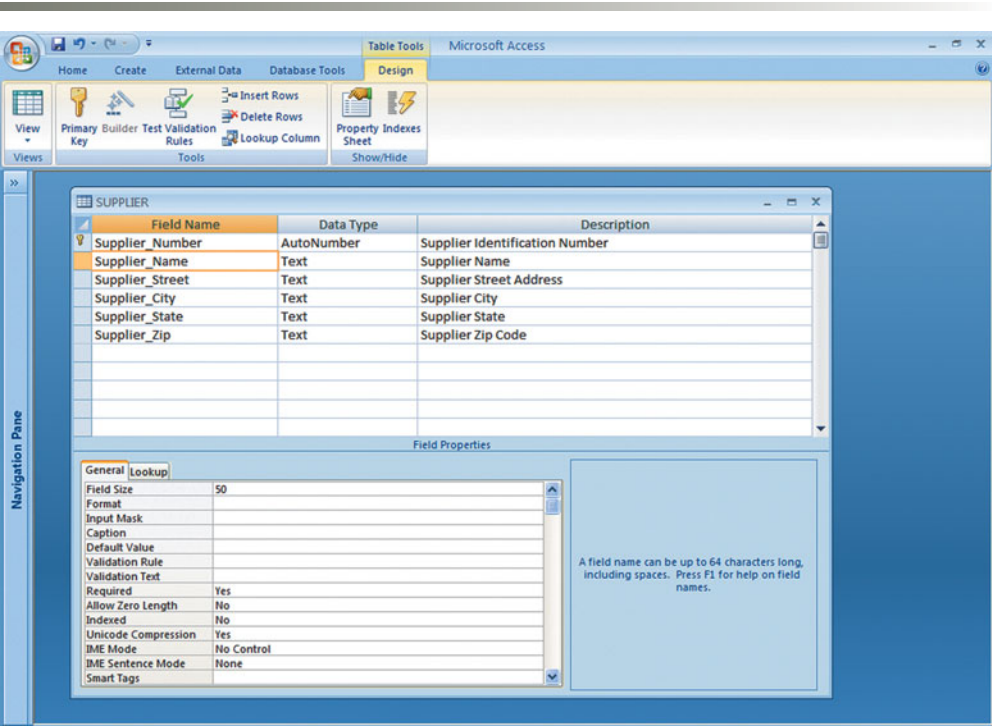 Table Tools Microsoft Access
Home Create External Data Database Tools Design
View
Primary Key
Builder
Test Validation Rules
Insert Rows
Delete Rows
Lookup Column
Property Sheet
Indexes
Views Tools Show/Hide
»
Navigation Pane
SUPPLIER
Field Name Data Type Description
Supplier_Number AutoNumber Supplier Identification Number
Supplier_Name Text Supplier Name
Supplier_Street Text Supplier Street Address
Supplier_City Text Supplier City
Supplier_State Text Supplier State
Supplier_Zip Text Supplier Zip Code
Field Properties
General Lookup
Field Size 50
Format
Input Mask
Caption
Default Value
Validation Rule
Validation Text
Required Yes
Allow Zero Length No
Indexed No
Unicode Compression Yes
IME Mode No Control
IME Sentence Mode None
Smart Tags
A field name can be up to 64 characters long,
including spaces. Press F1 for help on field
names.